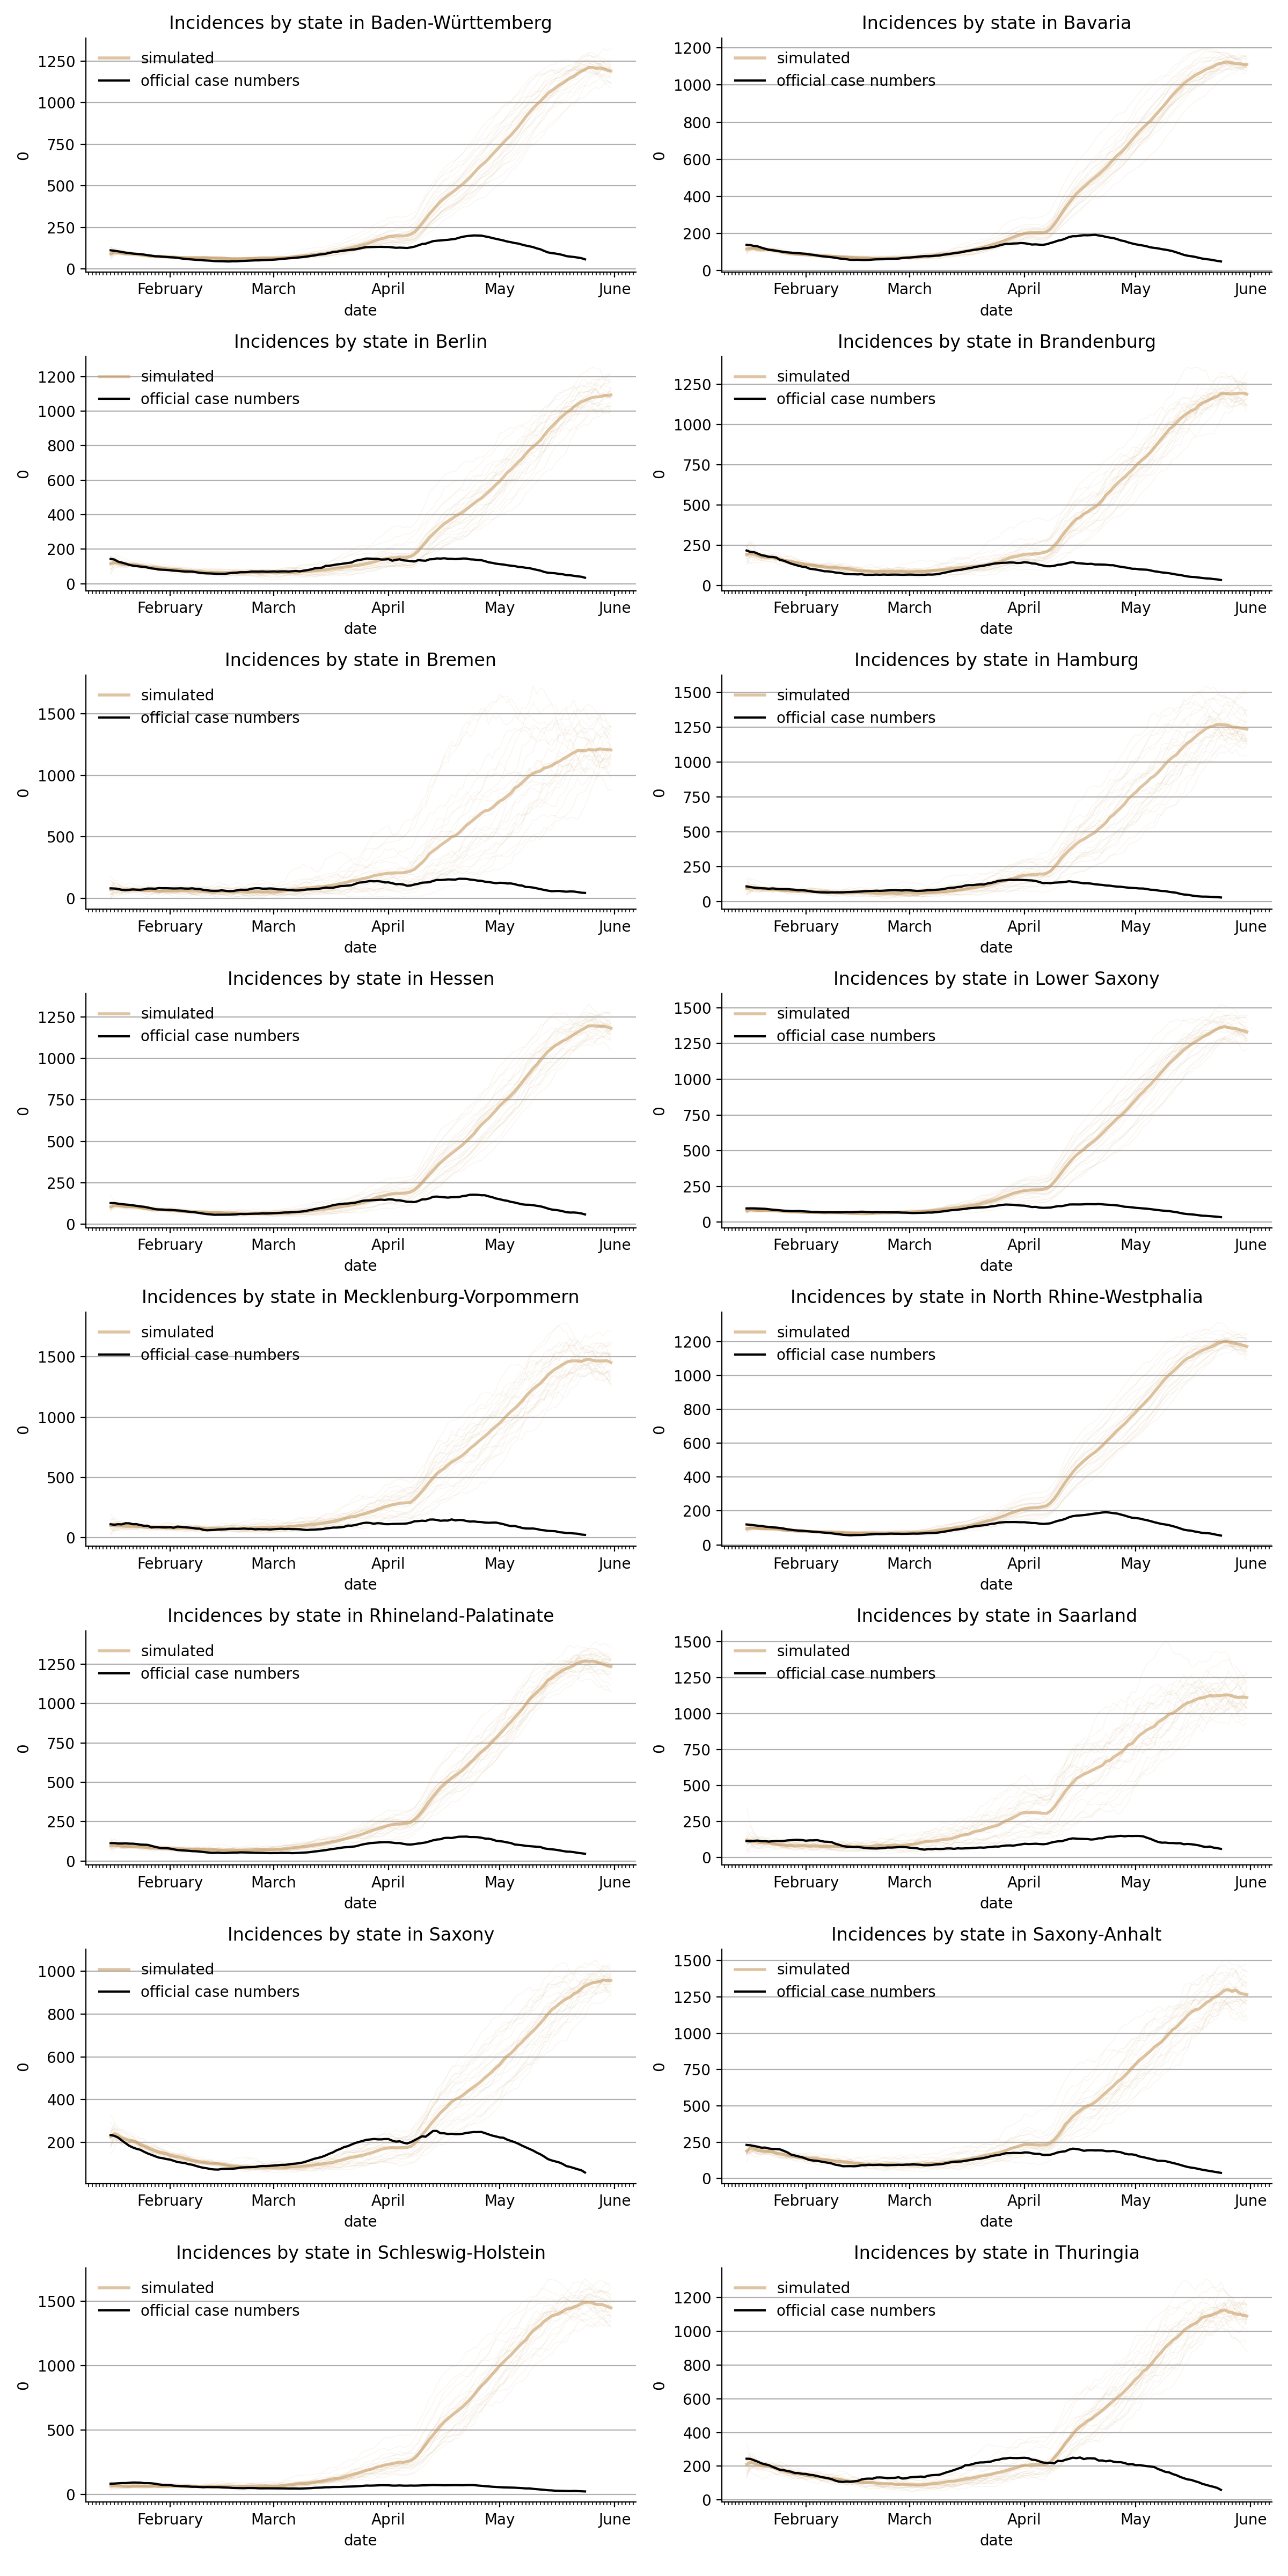 Incidences by state in Baden-Württemberg
simulated
official case numbers
1250
1000
750
500
250
0
0
February March April May June
date
Incidences by state in Bavaria
simulated
official case numbers
1200
1000
800
600
400
200
0
0
February March April May June
date
Incidences by state in Berlin
simulated
official case numbers
1200
1000
800
600
400
200
0
0
February March April May June
date
Incidences by state in Brandenburg
simulated
official case numbers
1250
1000
750
500
250
0
0
February March April May June
date
Incidences by state in Bremen
simulated
official case numbers
1500
1000
500
0
0
February March April May June
date
Incidences by state in Hamburg
simulated
official case numbers
1500
1250
1000
750
500
250
0
0
February March April May June
date
Incidences by state in Hessen
simulated
official case numbers
1250
1000
750
500
250
0
0
February March April May June
date
Incidences by state in Lower Saxony
simulated
official case numbers
1500
1250
1000
750
500
250
0
0
February March April May June
date
Incidences by state in Mecklenburg-Vorpommern
simulated
official case numbers
1500
1000
500
0
0
February March April May June
date
Incidences by state in North Rhine-Westphalia
simulated
official case numbers
1200
1000
800
600
400
200
0
0
February March April May June
date
Incidences by state in Rhineland-Palatinate
simulated
official case numbers
1250
1000
750
500
250
0
0
February March April May June
date
Incidences by state in Saarland
simulated
official case numbers
1500
1250
1000
750
500
250
0
0
February March April May June
date
Incidences by state in Saxony
simulated
official case numbers
1000
800
600
400
200
0
February March April May June
date
Incidences by state in Saxony-Anhalt
simulated
official case numbers
1500
1250
1000
750
500
250
0
0
February March April May June
date
Incidences by state in Schleswig-Holstein
simulated
official case numbers
1500
1000
500
0
0
February March April May June
date
Incidences by state in Thuringia
simulated
official case numbers
1200
1000
800
600
400
200
0
0
February March April May June
date